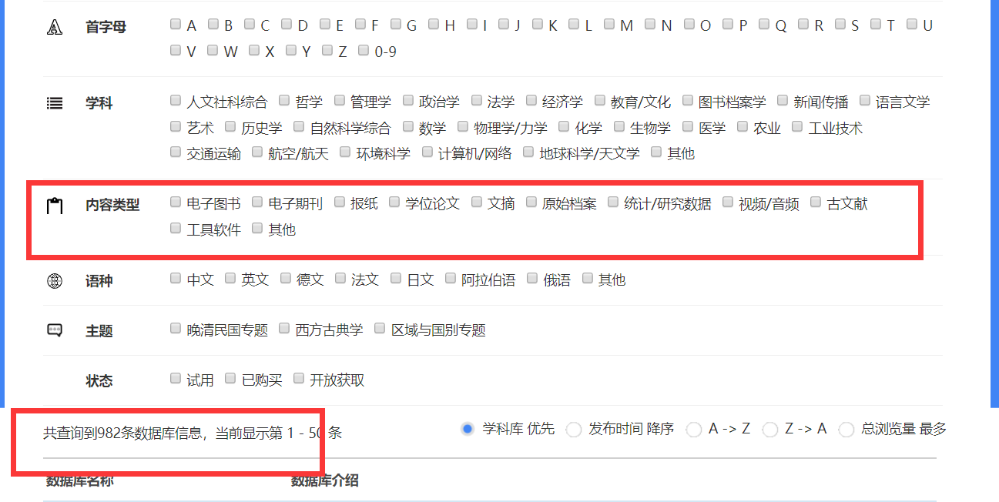 首字母 A B C D E F G H I J K L M N O P Q R S T U
V W X Y Z 0-9
学科 人文社科综合 哲学 管理学 政治学 法学 经济学 教育/文化 图书档案学 新闻传播 语言文学
艺术 历史学 自然科学综合 数学 物理学/力学 化学 生物学 医学 农业 工业技术
交通运输 航空/航天 环境科学 计算机/网络 地球科学/天文学 其他
内容类型 电子图书 电子期刊 报纸 学位论文 文摘 原始档案 统计/研究数据 视频/音频 古文献
工具软件 其他
语种 中文 英文 德文 法文 日文 阿拉伯语 俄语 其他
主题 晚清民国专题 西方古典学 区域与国别专题
状态 试用 已购买 开放获取
共查询到982条数据库信息，当前显示第 1 - 50 条 学科库 优先 发布时间 降序 A -> Z Z -> A 总浏览量 最多
数据库名称 数据库介绍